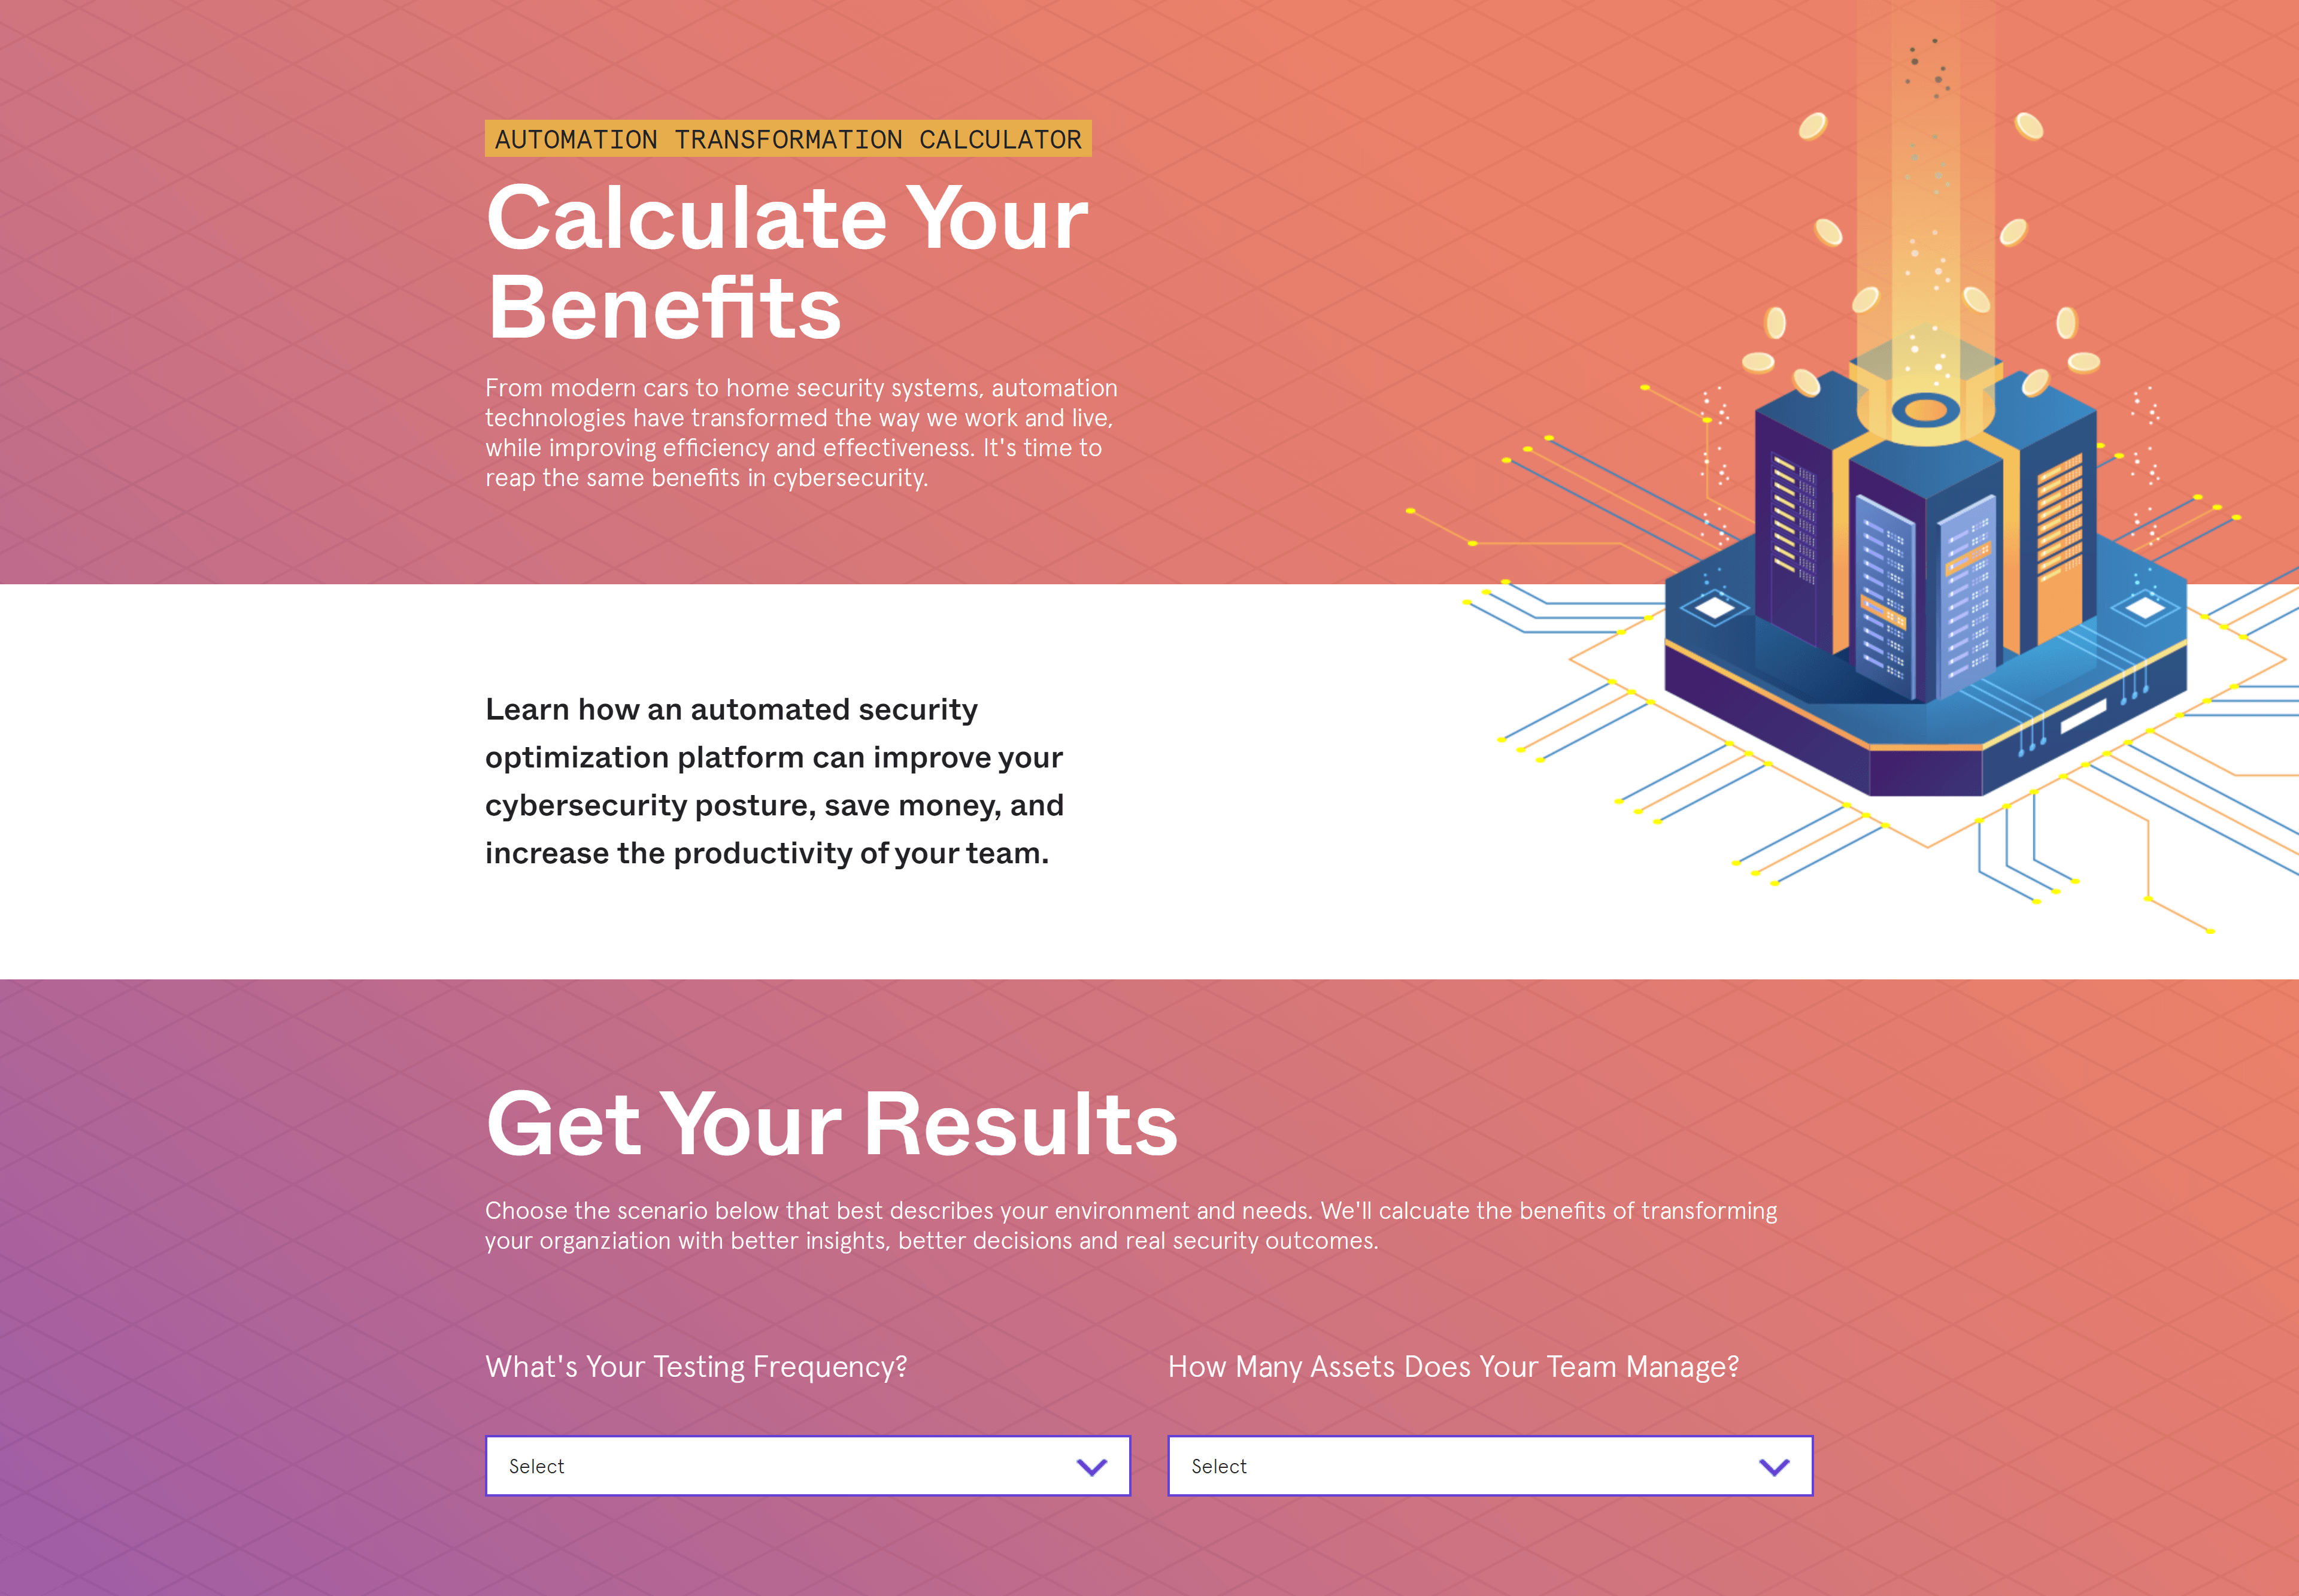 AUTOMATION TRANSFORMATION CALCULATOR
Calculate Your
Benefits
From modern cars to home security systems, automation
technologies have transformed the way we work and live,
while improving efficiency and effectiveness. It's time to
reap the same benefits in cybersecurity.
Learn how an automated security
optimization platform can improve your
cybersecurity posture, save money, and
increase the productivity of your team.
Get Your Results
Choose the scenario below that best describes your environment and needs. We'll calcuate the benefits of transforming
your organziation with better insights, better decisions and real security outcomes.
What's Your Testing Frequency?
How Many Assets Does Your Team Manage?
Select
Select